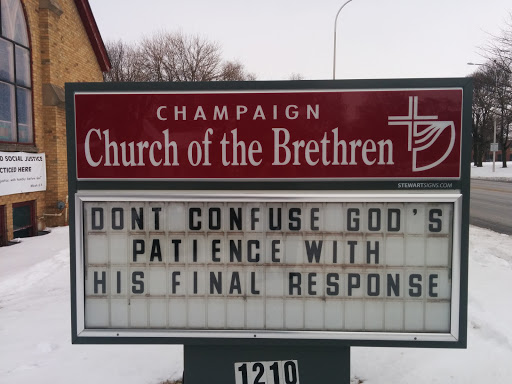 D SOCIAL JUSTICE
CTICED HERE
CHAMPAIGN
Church of the Brethren
STEWARTSIGNS.COM
DONT CONFUSE GOD'S
PATIENCE WITH
HIS FINAL RESPONSE
1210